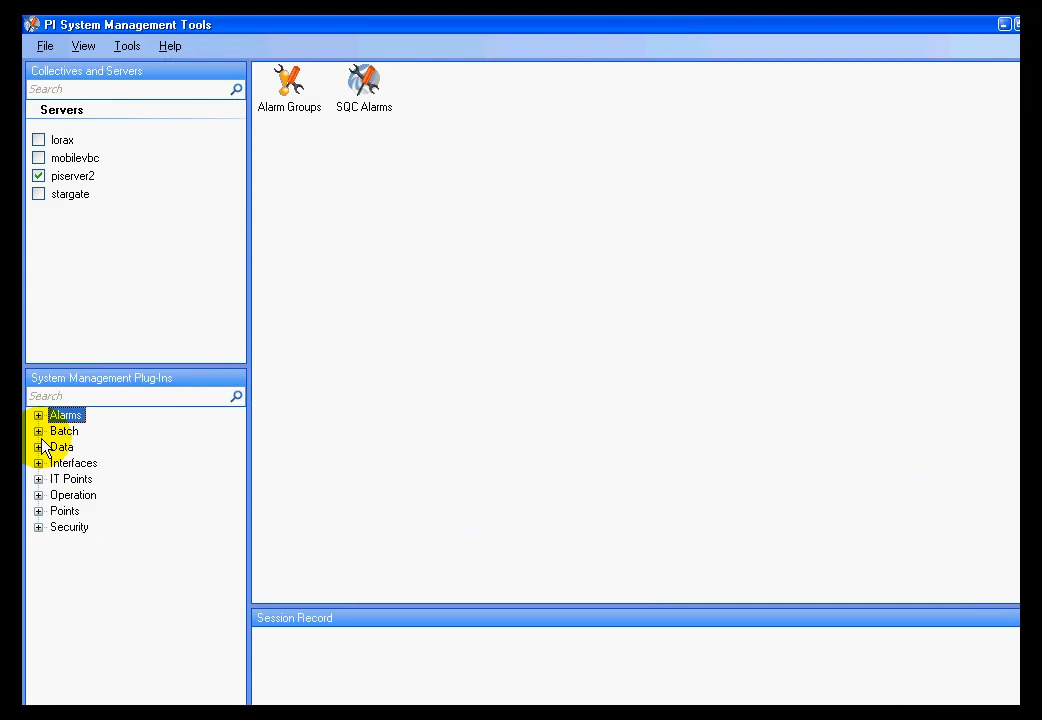 PI System Management Tools
File View Tools Help
Collectives and Servers
Search
Servers
lorax
mobilevbc
piserver2
stargate
Alarm Groups
SQC Alarms
System Management Plug-Ins
Search
Alarms
Batch
Data
Interfaces
IT Points
Operation
Points
Security
Session Record